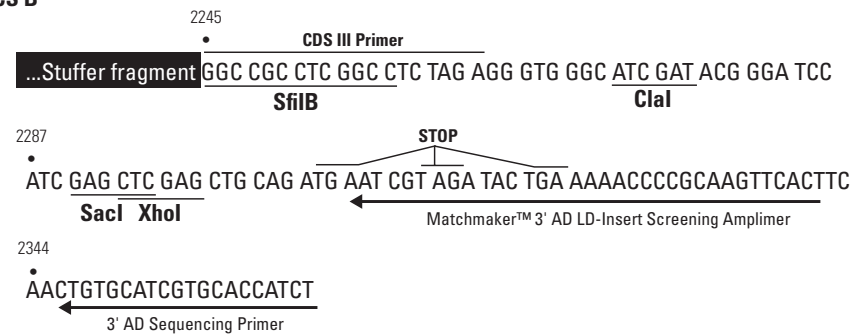 2245
CDS III Primer
...Stuffer fragment GGC CGC CTC GGC CTC TAG AGG GTG GGC ATC GAT ACG GGA TCC
SfiIB ClaI
2287
STOP
ATC GAG CTC GAG CTG CAG ATG AAT CGT AGA TAC TGA AAAACCCCGCAAGTTCACTTC
SacI XhoI
Matchmaker™ 3' AD LD-Insert Screening Amplimer
2344
AACTGTGCATCGTGCACCATCT
3' AD Sequencing Primer